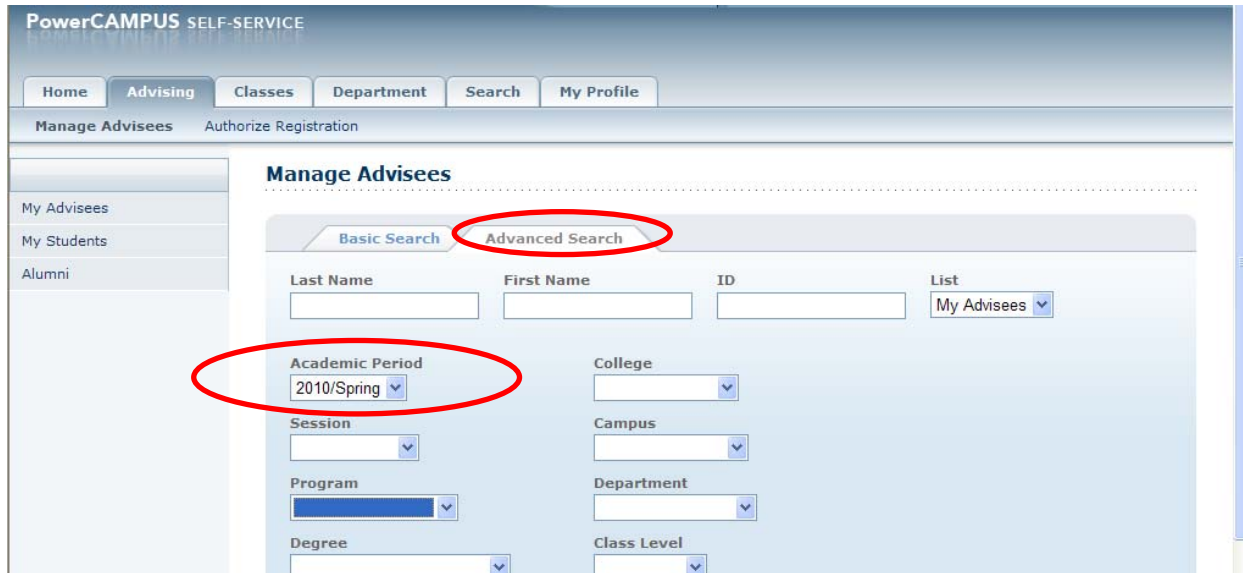 PowerCAMPUS SELF-SERVICE
Home Advising Classes Department Search My Profile
Manage Advisees Authorize Registration
Manage Advisees
My Advisees
My Students
Alumni
Basic Search Advanced Search
Last Name First Name ID List
My Advisees
Academic Period College
2010/Spring
Session Campus
Program Department
Degree Class Level